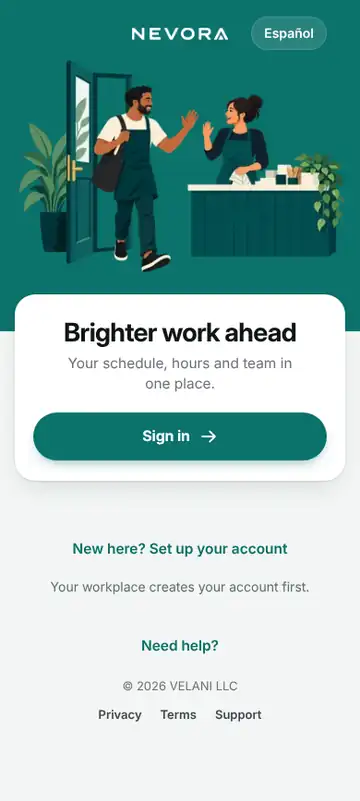 NEVORA
Español
Brighter work ahead
Your schedule, hours and team in
one place.
Sign in →
New here? Set up your account
Your workplace creates your account first.
Need help?
© 2026 VELANI LLC
Privacy Terms Support